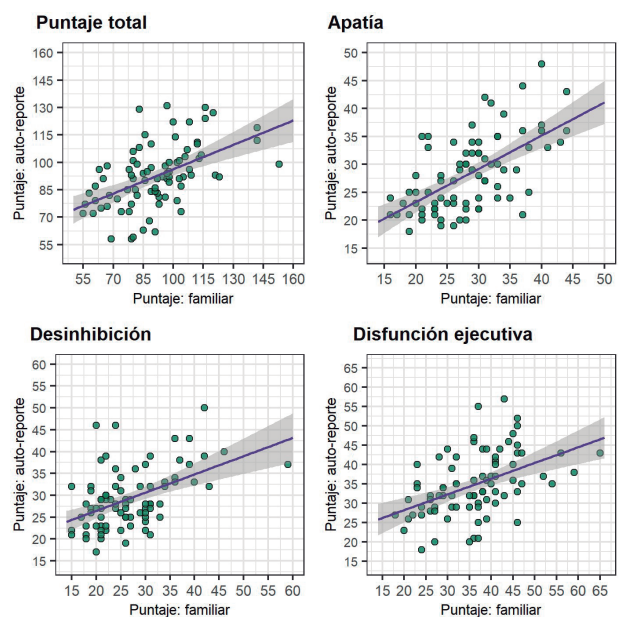 Puntaje total
Puntaje: auto-reporte
160
145
130
115
100
85
70
55
55 70 85 100 115 130 145 160
Puntaje: familiar
Apatía
Puntaje: auto-reporte
50
45
40
35
30
25
20
15
15 20 25 30 35 40 45 50
Puntaje: familiar
Desinhibición
Puntaje: auto-reporte
60
55
50
45
40
35
30
25
20
15
15 20 25 30 35 40 45 50 55 60
Puntaje: familiar
Disfunción ejecutiva
Puntaje: auto-reporte
65
60
55
50
45
40
35
30
25
20
15
15 20 25 30 35 40 45 50 55 60 65
Puntaje: familiar